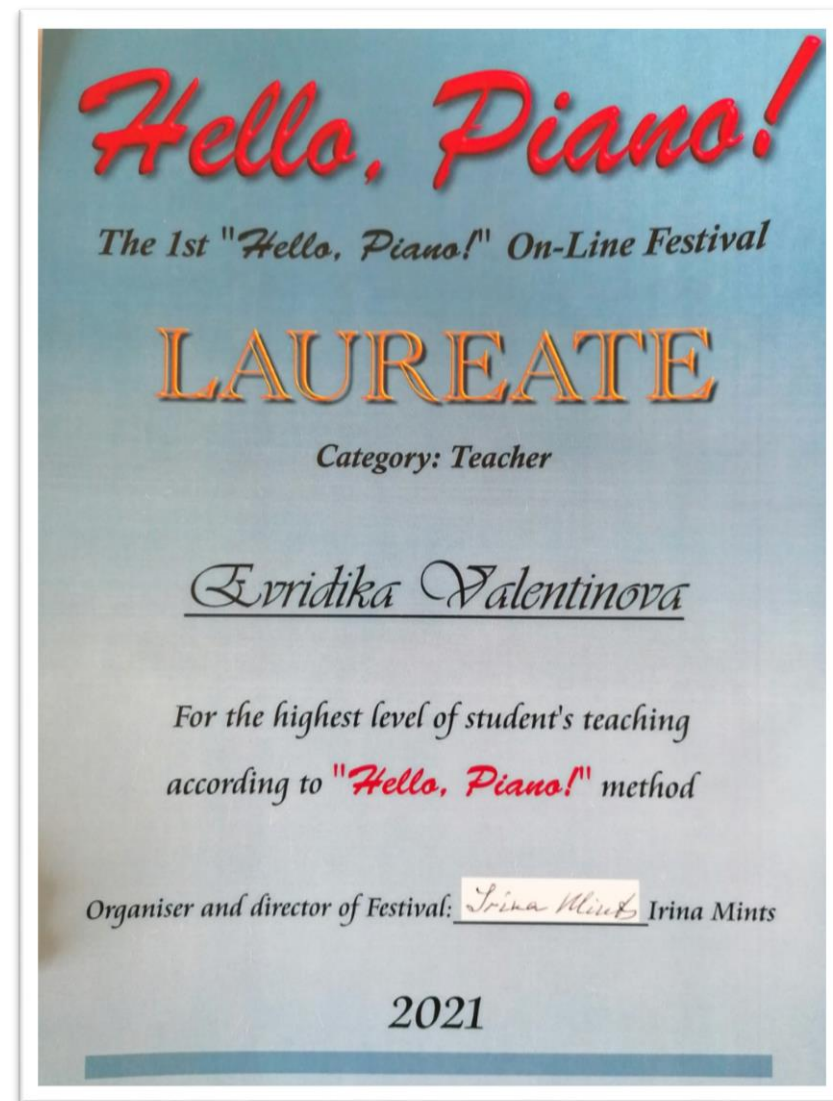 Hello, Piano!
The 1st "Hello, Piano!" On-Line Festival
LAUREATE
Category: Teacher
Evridika Valentinova
For the highest level of student's teaching
according to "Hello, Piano!" method
Organiser and director of Festival: Irina Mints Irina Mints
2021